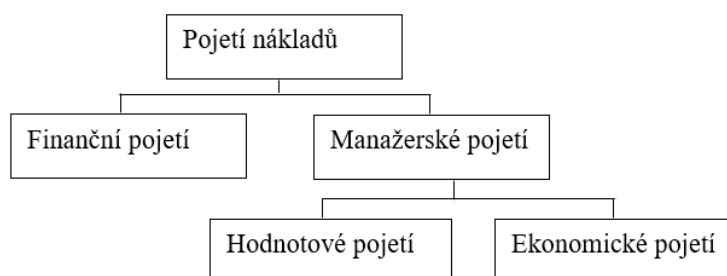 Pojetí nákladů
Finanční pojetí
Manažerské pojetí
Hodnotové pojetí
Ekonomické pojetí